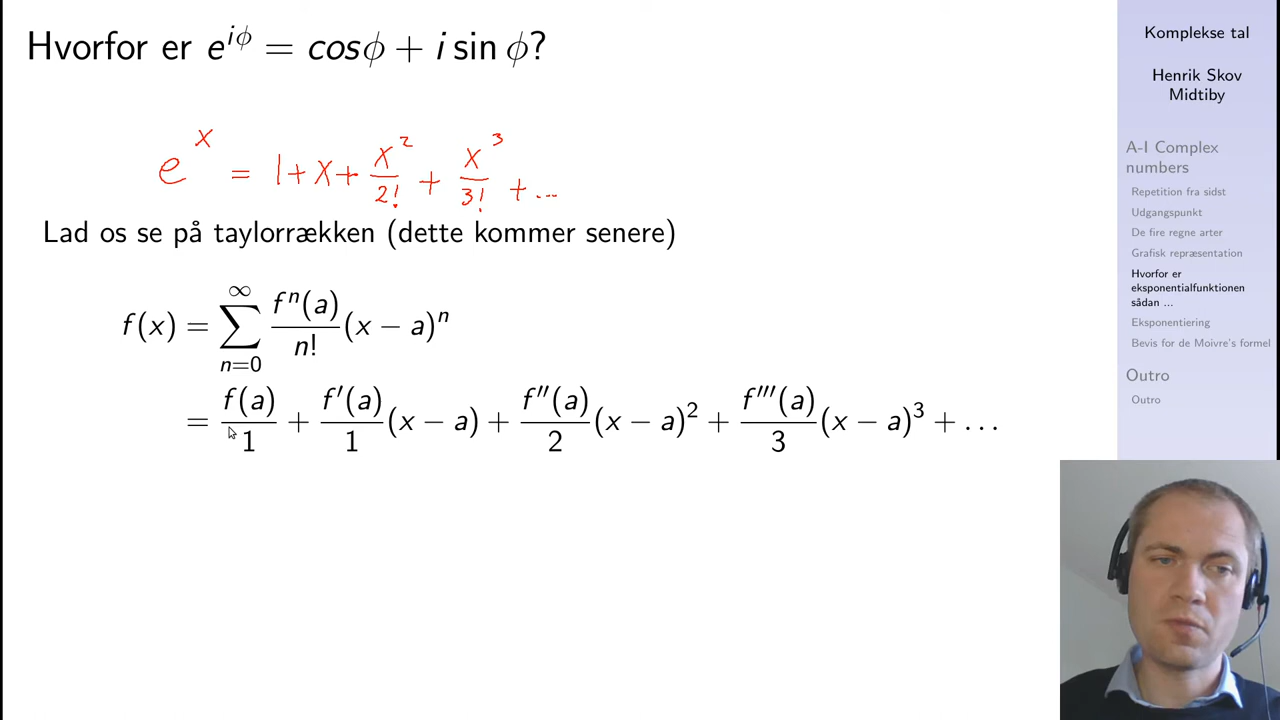 Hvorfor er e^{iϕ} = cosϕ + i sin ϕ?
e^x = 1 + x + x^2/2! + x^3/3! + ...
Lad os se på taylorrækken (dette kommer senere)
f(x) = ∑_{n=0}^{∞} f^n(a)/n! (x − a)^n
= f(a)/1 + f′(a)/1 (x − a) + f″(a)/2 (x − a)^2 + f‴(a)/3 (x − a)^3 + . . .
Komplekse tal
Henrik Skov
Midtiby
A-I Complex
numbers
Repetition fra sidst
Udgangspunkt
De fire regne arter
Grafisk repræsentation
Hvorfor er
eksponentialfunktionen
sådan ...
Eksponentiering
Bevis for de Moivre's formel
Outro
Outro